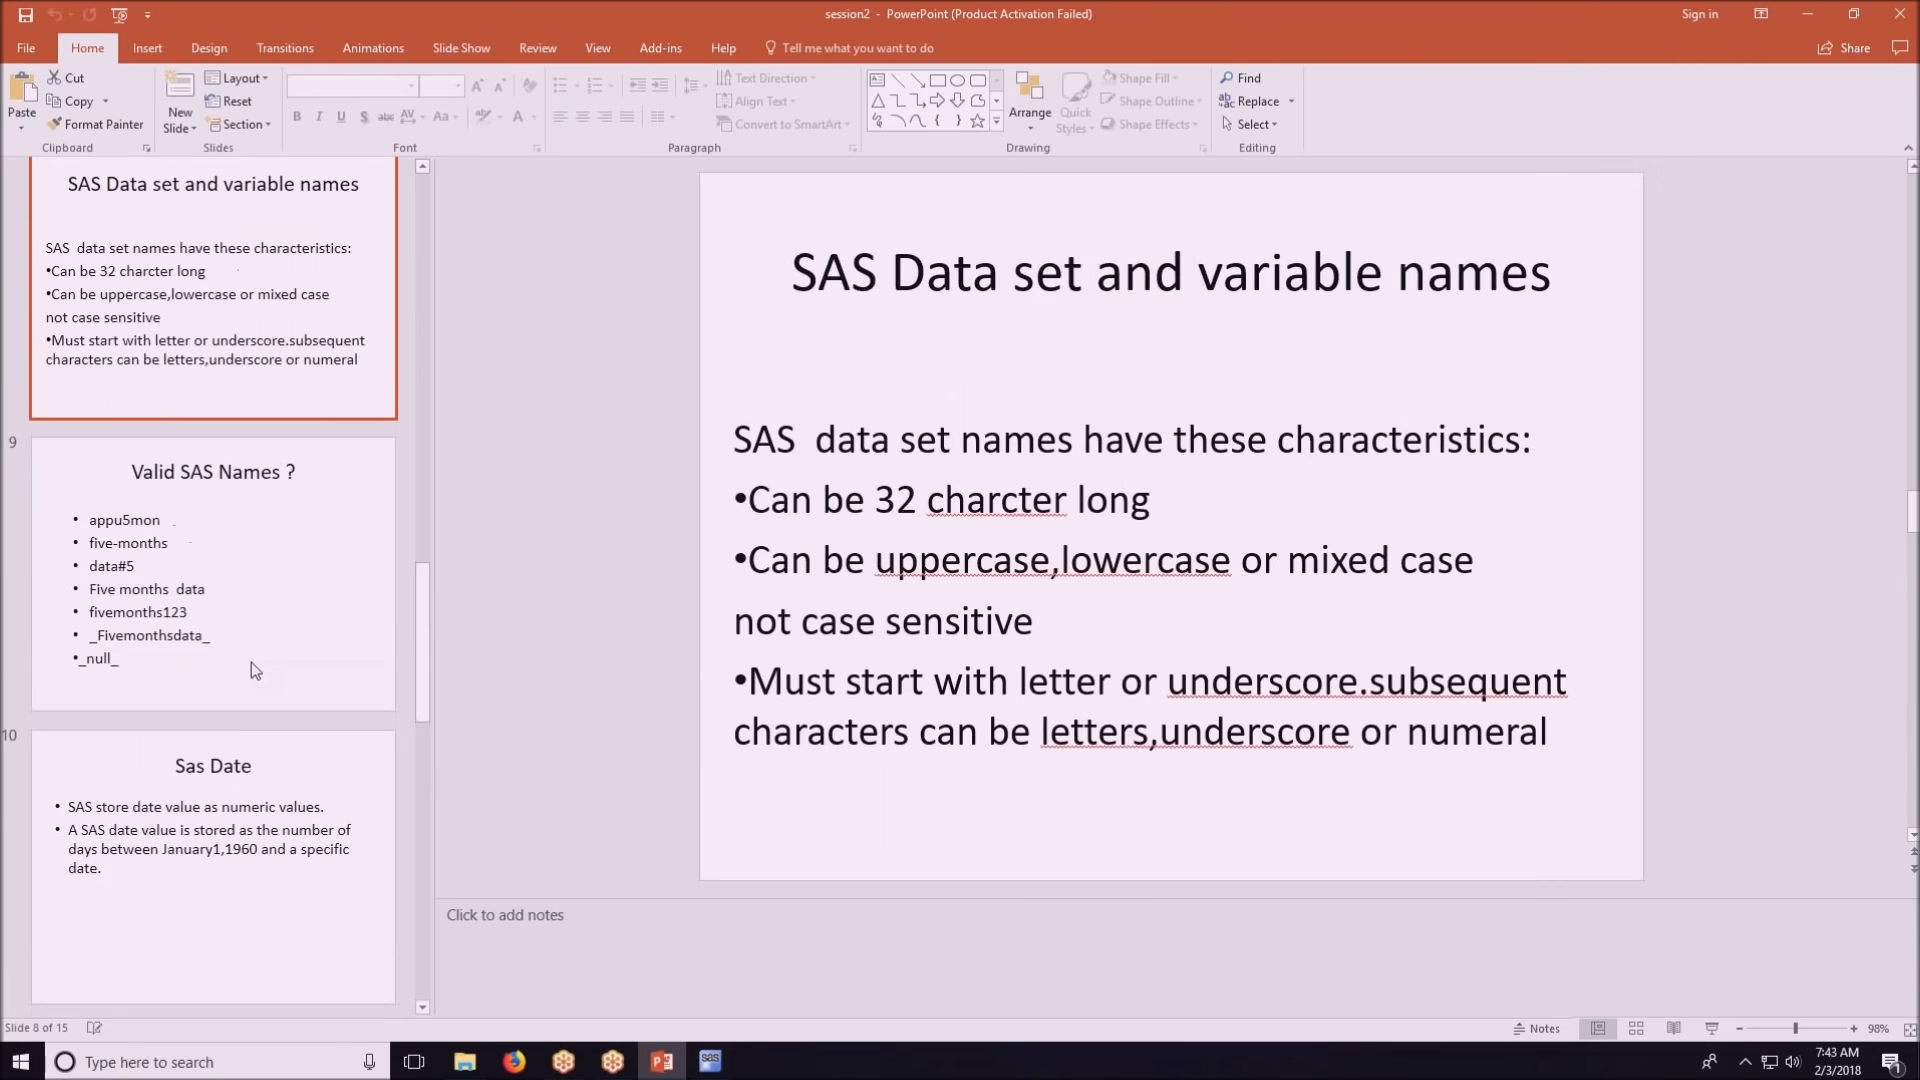 session2 - PowerPoint (Product Activation Failed)
Sign in
File Home Insert Design Transitions Animations Slide Show Review View Add-ins Help Tell me what you want to do
Share
Paste
Cut
Copy
Format Painter
Clipboard
New Slide
Layout
Reset
Section
Slides
B I U S abc AV Aa A
Font
Text Direction
Align Text
Convert to SmartArt
Paragraph
Arrange
Quick Styles
Shape Fill
Shape Outline
Shape Effects
Drawing
Find
Replace
Select
Editing
SAS Data set and variable names
SAS data set names have these characteristics:
•Can be 32 charcter long
•Can be uppercase,lowercase or mixed case
not case sensitive
•Must start with letter or underscore.subsequent
characters can be letters,underscore or numeral
9
Valid SAS Names ?
• appu5mon
• five-months
• data#5
• Five months data
• fivemonths123
• _Fivemonthsdata_
•_null_
10
Sas Date
• SAS store date value as numeric values.
• A SAS date value is stored as the number of
days between January1,1960 and a specific
date.
SAS Data set and variable names
SAS data set names have these characteristics:
•Can be 32 charcter long
•Can be uppercase,lowercase or mixed case
not case sensitive
•Must start with letter or underscore.subsequent
characters can be letters,underscore or numeral
Click to add notes
Slide 8 of 15
Notes
98%
Type here to search
sas
7:43 AM
2/3/2018
1